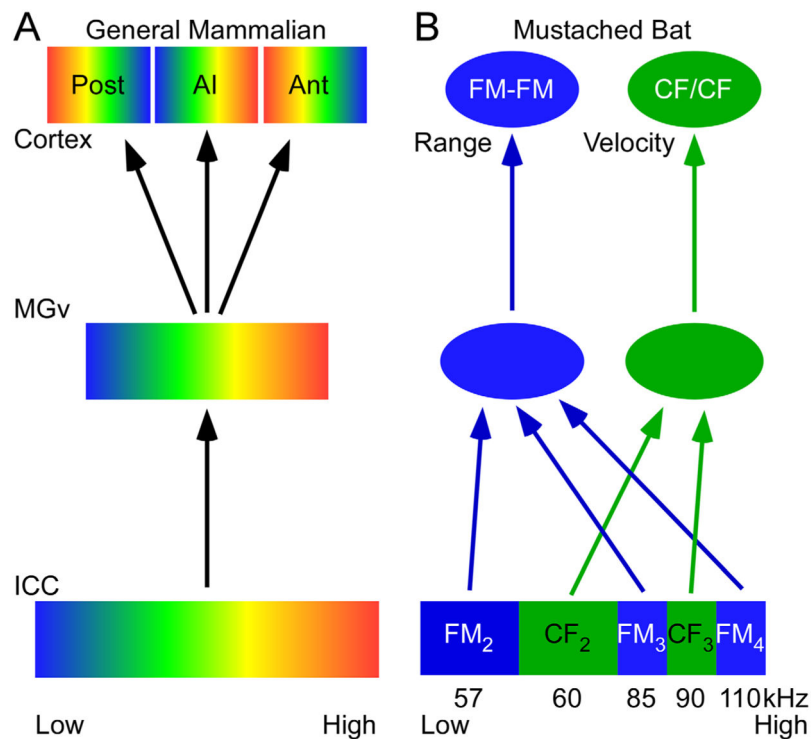 A General Mammalian
Post AI Ant
Cortex
MGv
ICC
Low High
B Mustached Bat
FM-FM CF/CF
Range Velocity
FM₂ CF₂ FM₃ CF₃ FM₄
57 60 85 90 110kHz
Low High